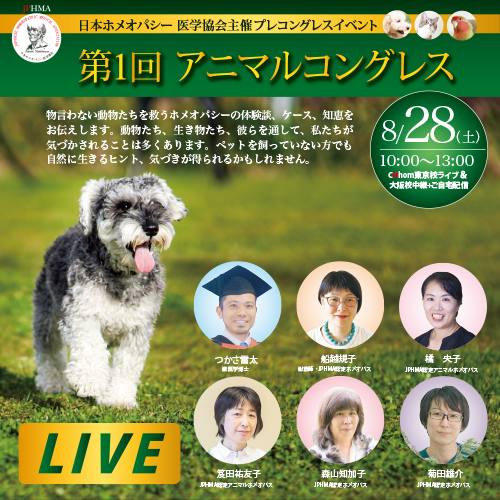 JPHMA
日本ホメオパシー 医学協会主催プレコングレスイベント
第1回 アニマルコングレス
物言わない動物たちを救うホメオパシーの体験談、ケース、知恵を
お伝えします。動物たち、生き物たち、彼らを通して、私たちが
気づかされることは多くあります。ペットを飼っていない方でも
自然に生きるヒント、気づきが得られるかもしれません。
8/28(土)
10:00〜13:00
C♥hom東京校ライブ&
大阪校中継+ご自宅配信
つかさ雷太
船越規子
橘 央子
JPHMA認定アニマルホメオパス
笈田祐友子
JPHMA認定アニマルホメオパス
森山知加子
JPHMA認定ホメオパス
菊田雄介
JPHMA認定ホメオパス
LIVE